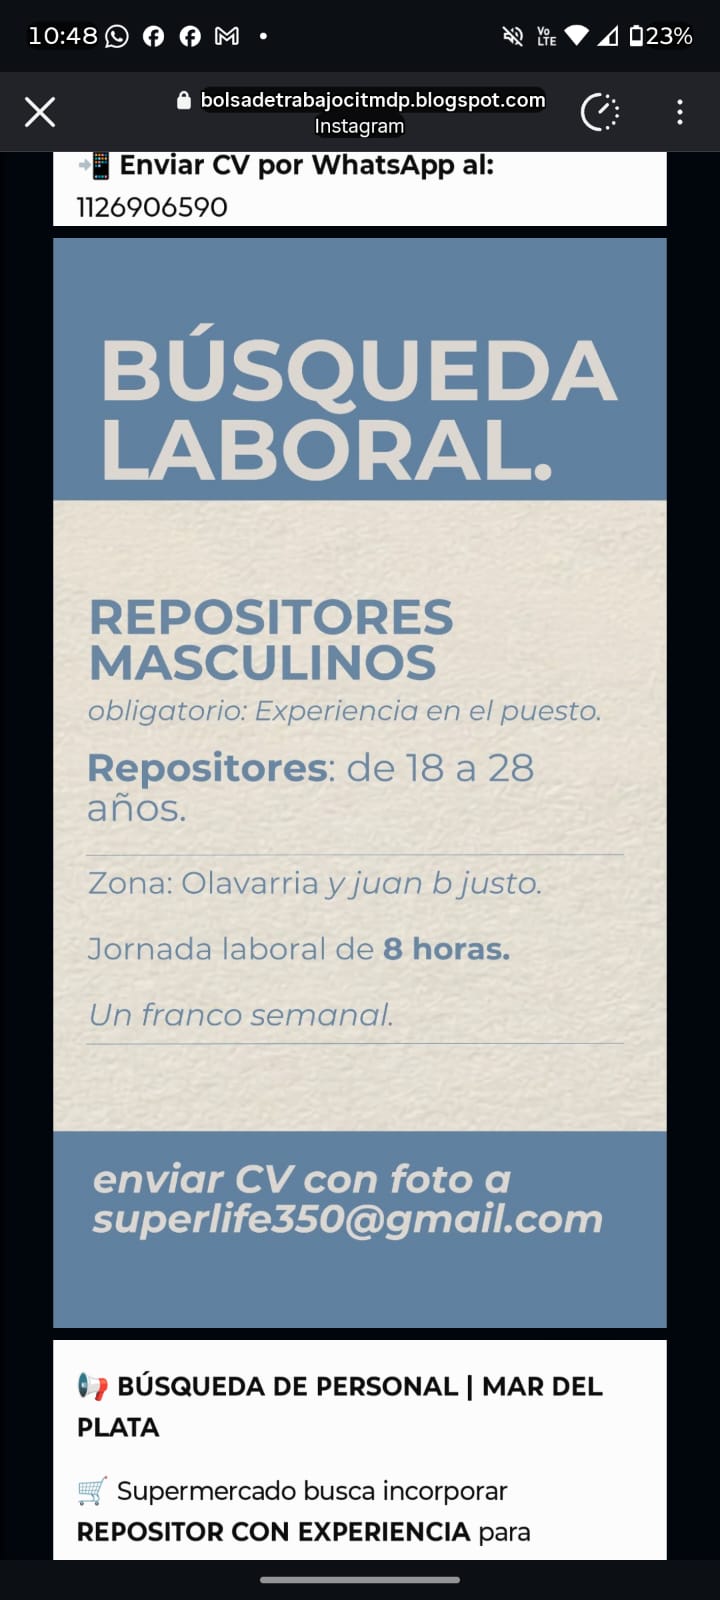 10:48
Vo
LTE
23%
bolsadetrabajocitmdp.blogspot.com
Instagram
Enviar CV por WhatsApp al:
1126906590
BÚSQUEDA
LABORAL.
REPOSITORES
MASCULINOS
obligatorio: Experiencia en el puesto.
Repositores: de 18 a 28
años.
Zona: Olavarria y juan b justo.
Jornada laboral de 8 horas.
Un franco semanal.
enviar CV con foto a
superlife350@gmail.com
BÚSQUEDA DE PERSONAL | MAR DEL
PLATA
Supermercado busca incorporar
REPOSITOR CON EXPERIENCIA para